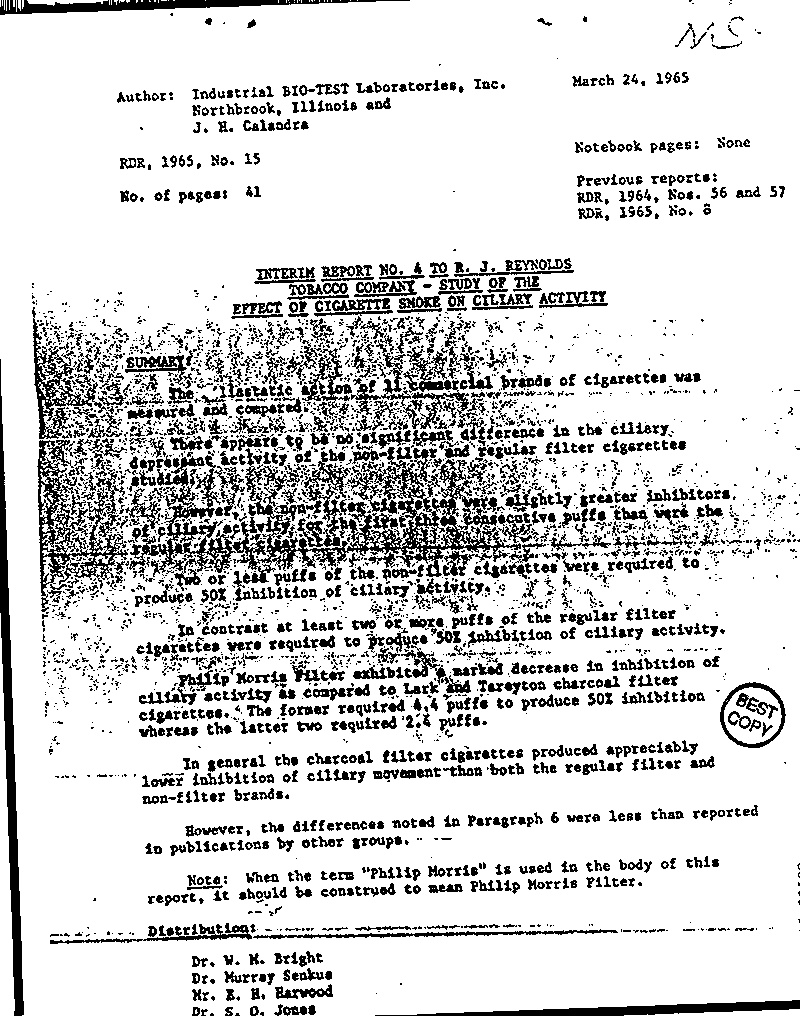 NS.
Author: Industrial BIO-TEST Laboratories, Inc.
Northbrook, Illinois and
J. H. Calandra
March 24, 1965
RDR, 1965, No. 15
Notebook pages: None
No. of pages: 41
Previous reports:
RDR, 1964, Nos. 56 and 57
RDR, 1965, No. 8
INTERIM REPORT NO. 4 TO R. J. REYNOLDS
TOBACCO COMPANY - STUDY OF THE
EFFECT OF CIGARETTE SMOKE ON CILIARY ACTIVITY
SUMMARY:
The action of 11 commercial brands of cigarettes was
measured and compared.
There appears to be no significant difference in the ciliary
depressant activity of the non-filter and regular filter cigarettes
studied.
However, the non-filter cigarettes were slightly greater inhibitors
of ciliary activity for the first three consecutive puffs than were the
regular filter cigarettes.
Two or less puffs of the non-filter cigarettes were required to
produce 50% inhibition of ciliary activity.
In contrast at least two or more puffs of the regular filter
cigarettes were required to produce 50% inhibition of ciliary activity.
Philip Morris Filter exhibited a marked decrease in inhibition of
ciliary activity as compared to Lark and Tareyton charcoal filter
cigarettes. The former required 4.4 puffs to produce 50% inhibition
whereas the latter two required 2.4 puffs.
BEST
COPY
In general the charcoal filter cigarettes produced appreciably
lower inhibition of ciliary movement than both the regular filter and
non-filter brands.
However, the differences noted in Paragraph 6 were less than reported
in publications by other groups.
Note: When the term "Philip Morris" is used in the body of this
report, it should be construed to mean Philip Morris Filter.
Distribution:
Dr. W. M. Bright
Dr. Murray Senkus
Mr. E. H. Harwood
Dr. S. O. Jones